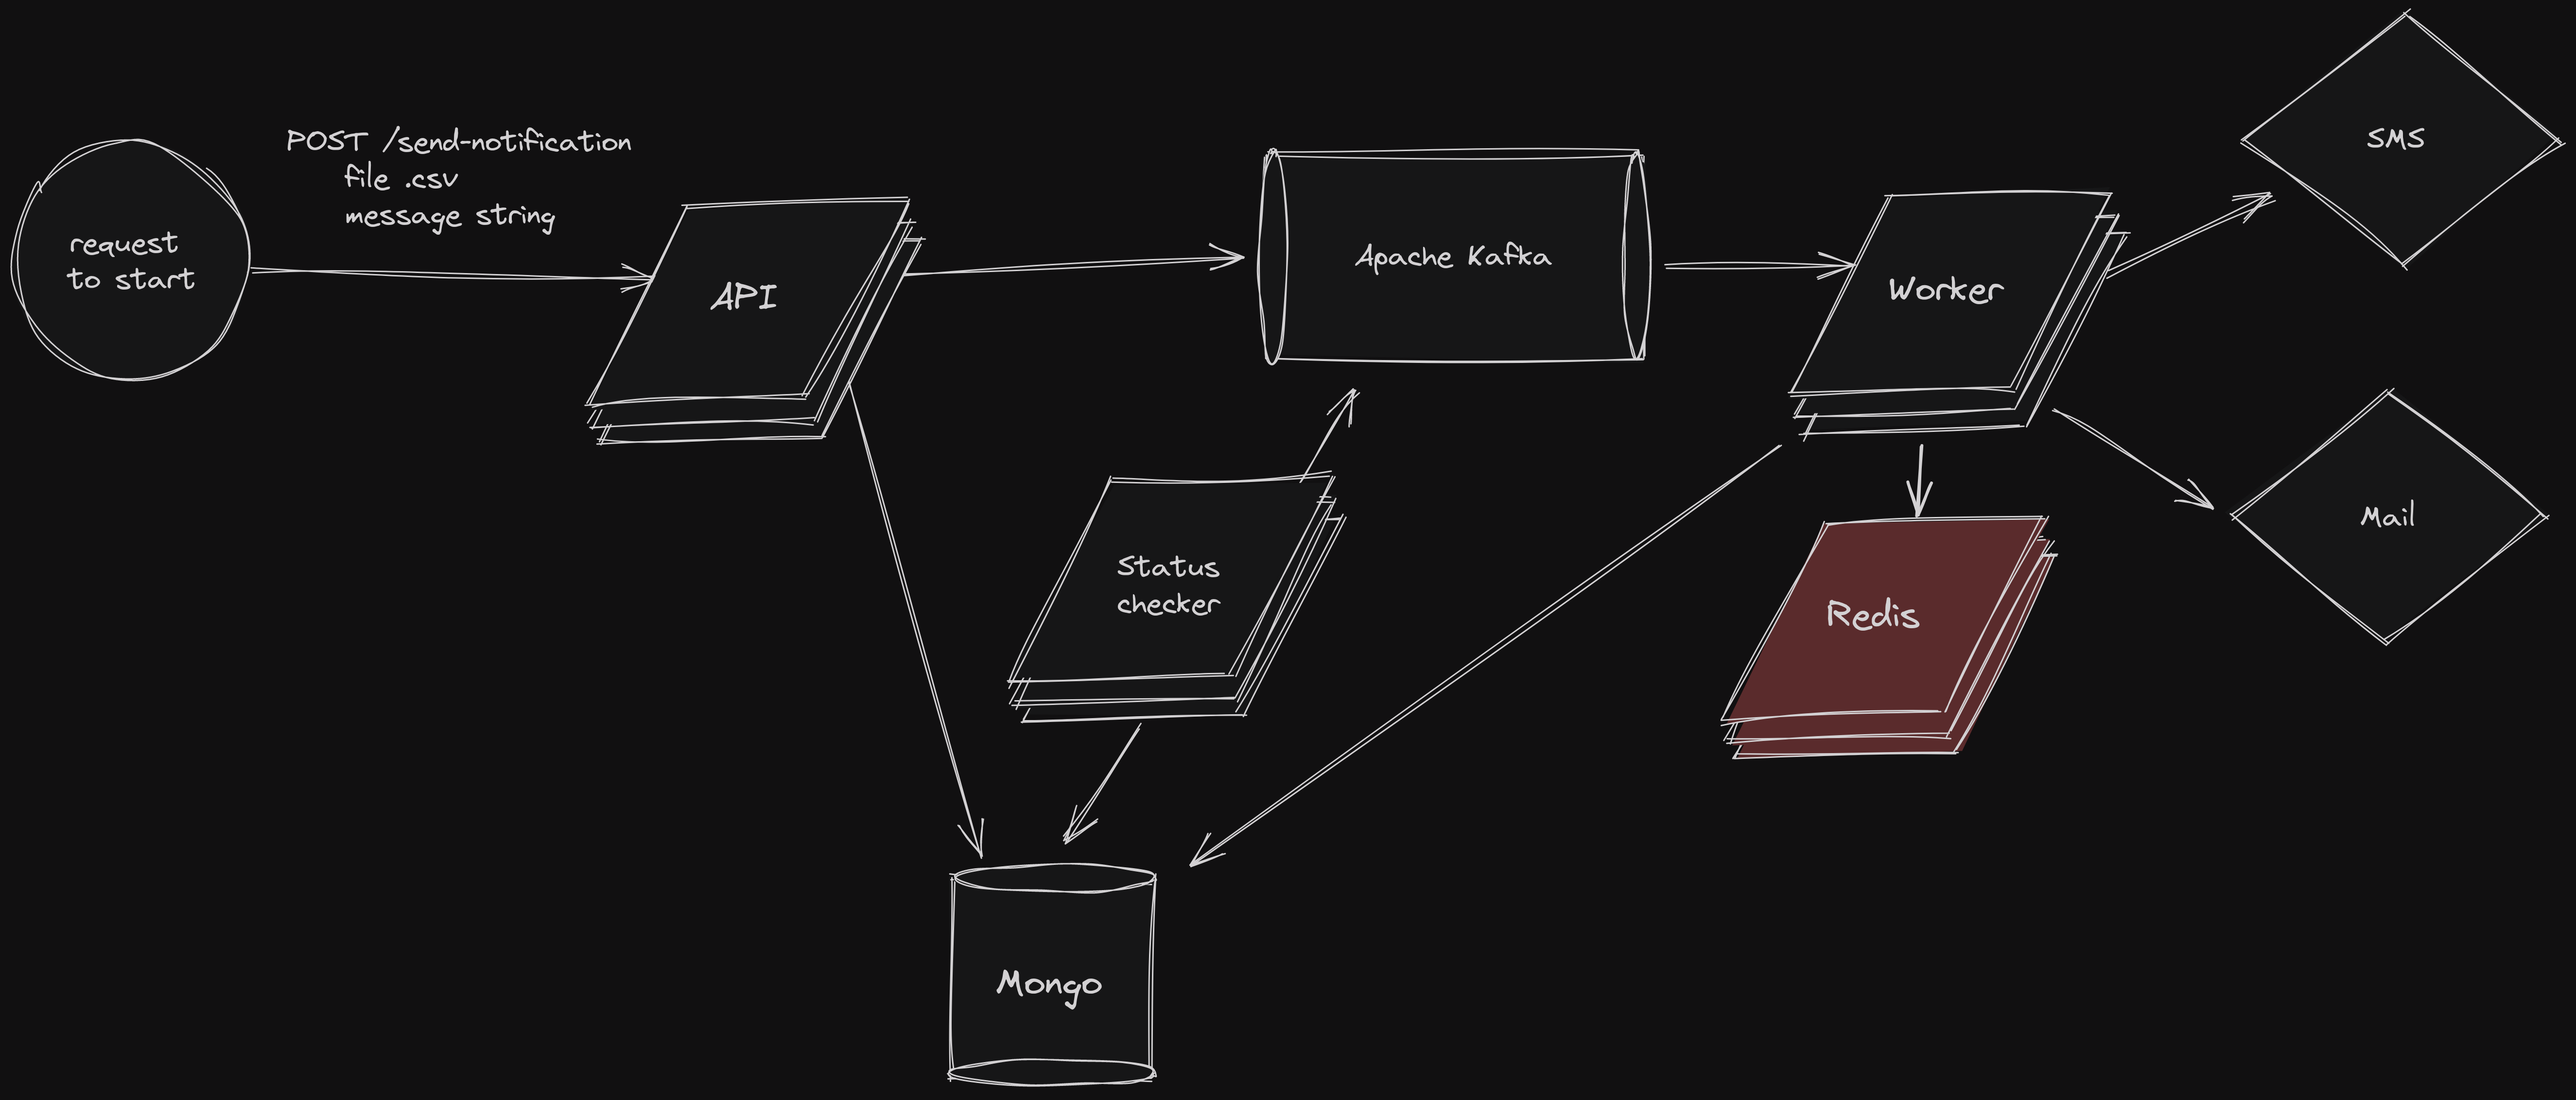 request
to start
POST /send-notification
file .csv
message string
API
Apache Kafka
Worker
SMS
Mail
Status
checker
Redis
Mongo